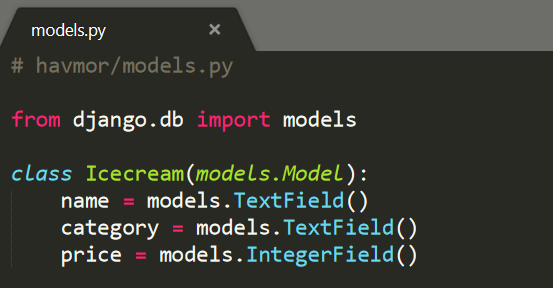 models.py ×
# havmor/models.py
from django.db import models
class Icecream(models.Model):
name = models.TextField()
category = models.TextField()
price = models.IntegerField()